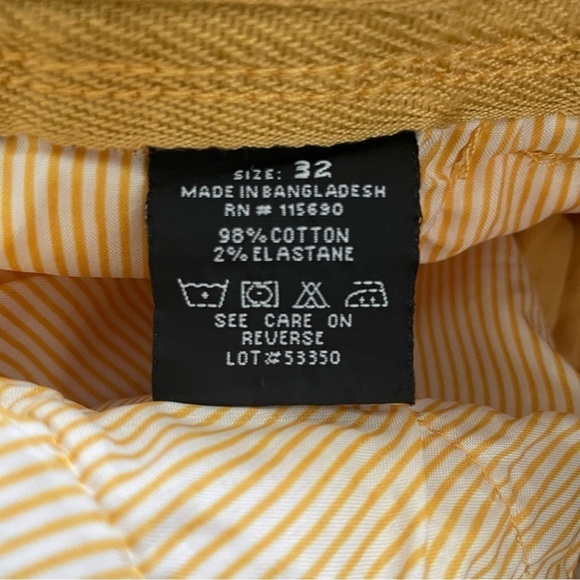 SIZE: 32
MADE IN BANGLADESH
RN # 115690
98% COTTON
2% ELASTANE
SEE CARE ON
REVERSE
LOT#53350